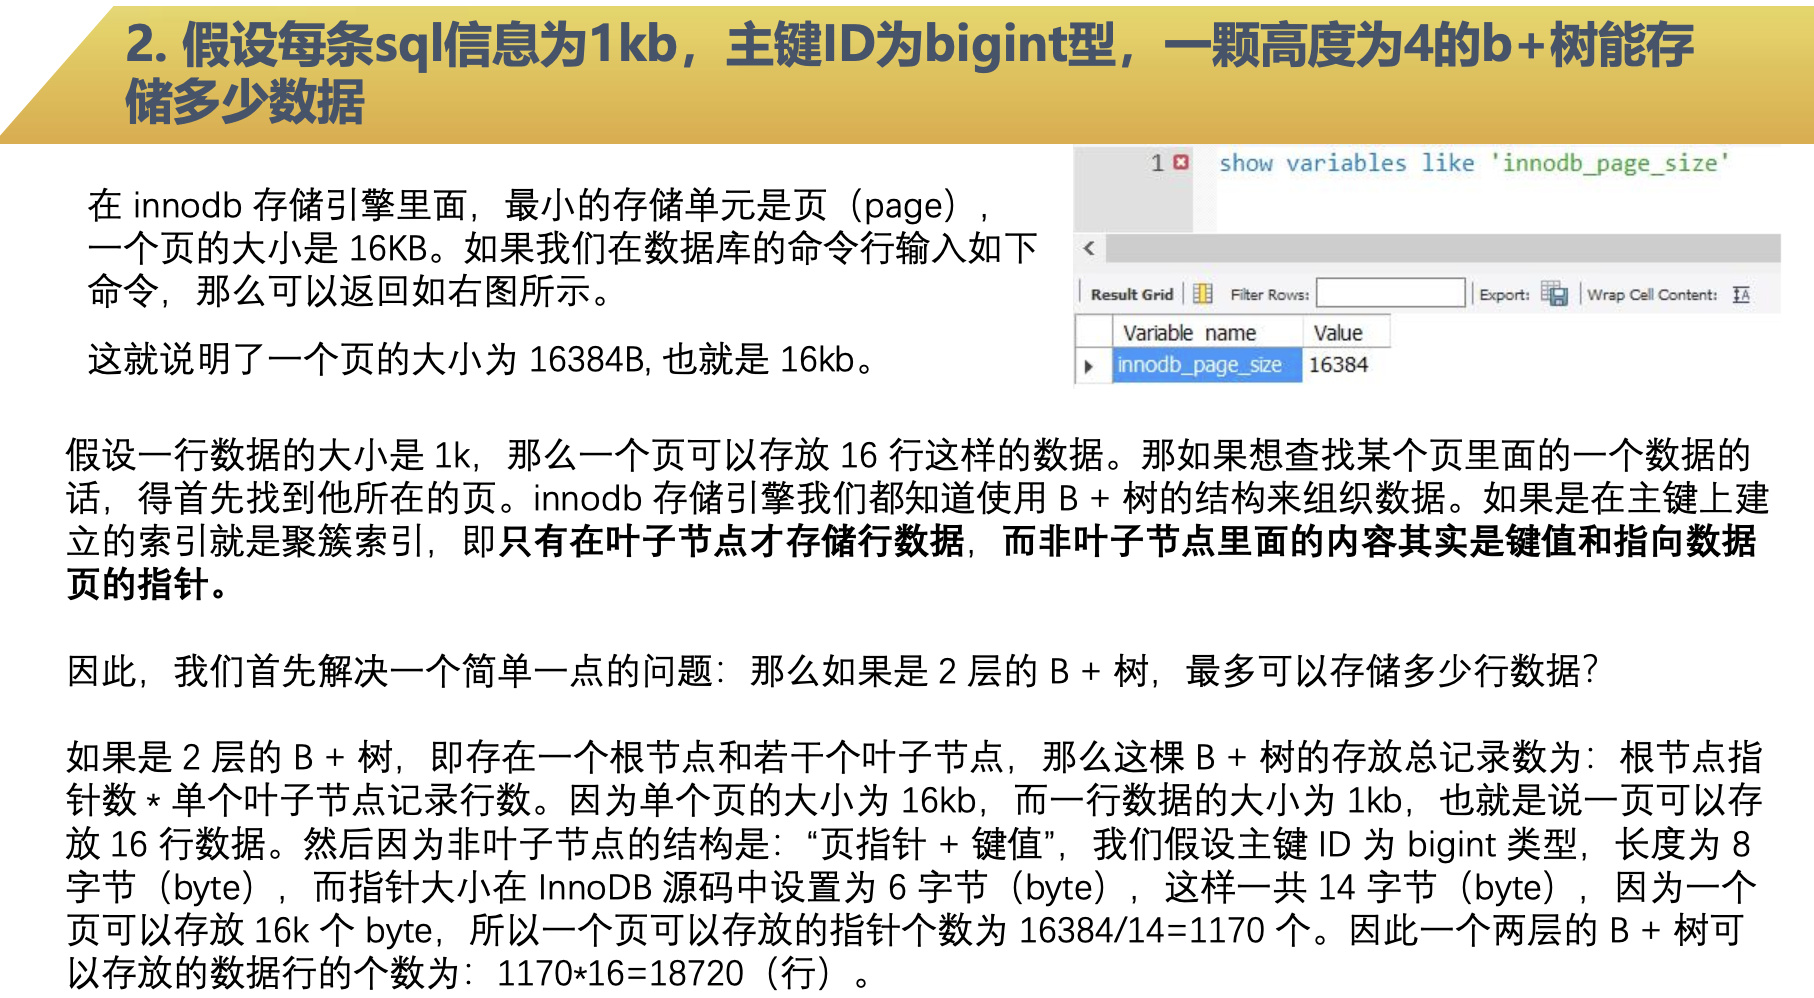 2. 假设每条sql信息为1kb，主键ID为bigint型，一颗高度为4的b+树能存
储多少数据
1 show variables like 'innodb_page_size'
在 innodb 存储引擎里面，最小的存储单元是页（page），
一个页的大小是 16KB。如果我们在数据库的命令行输入如下
命令，那么可以返回如右图所示。
Result Grid Filter Rows: Export: Wrap Cell Content: IA
Variable_name Value
innodb_page_size 16384
这就说明了一个页的大小为 16384B, 也就是 16kb。
假设一行数据的大小是 1k，那么一个页可以存放 16 行这样的数据。那如果想查找某个页里面的一个数据的
话，得首先找到他所在的页。innodb 存储引擎我们都知道使用 B + 树的结构来组织数据。如果是在主键上建
立的索引就是聚簇索引，即只有在叶子节点才存储行数据，而非叶子节点里面的内容其实是键值和指向数据
页的指针。
因此，我们首先解决一个简单一点的问题：那么如果是 2 层的 B + 树，最多可以存储多少行数据？
如果是 2 层的 B + 树，即存在一个根节点和若干个叶子节点，那么这棵 B + 树的存放总记录数为：根节点指
针数 * 单个叶子节点记录行数。因为单个页的大小为 16kb，而一行数据的大小为 1kb，也就是说一页可以存
放 16 行数据。然后因为非叶子节点的结构是：“页指针 + 键值”，我们假设主键 ID 为 bigint 类型，长度为 8
字节（byte），而指针大小在 InnoDB 源码中设置为 6 字节（byte），这样一共 14 字节（byte），因为一个
页可以存放 16k 个 byte，所以一个页可以存放的指针个数为 16384/14=1170 个。因此一个两层的 B + 树可
以存放的数据行的个数为：1170*16=18720（行）。